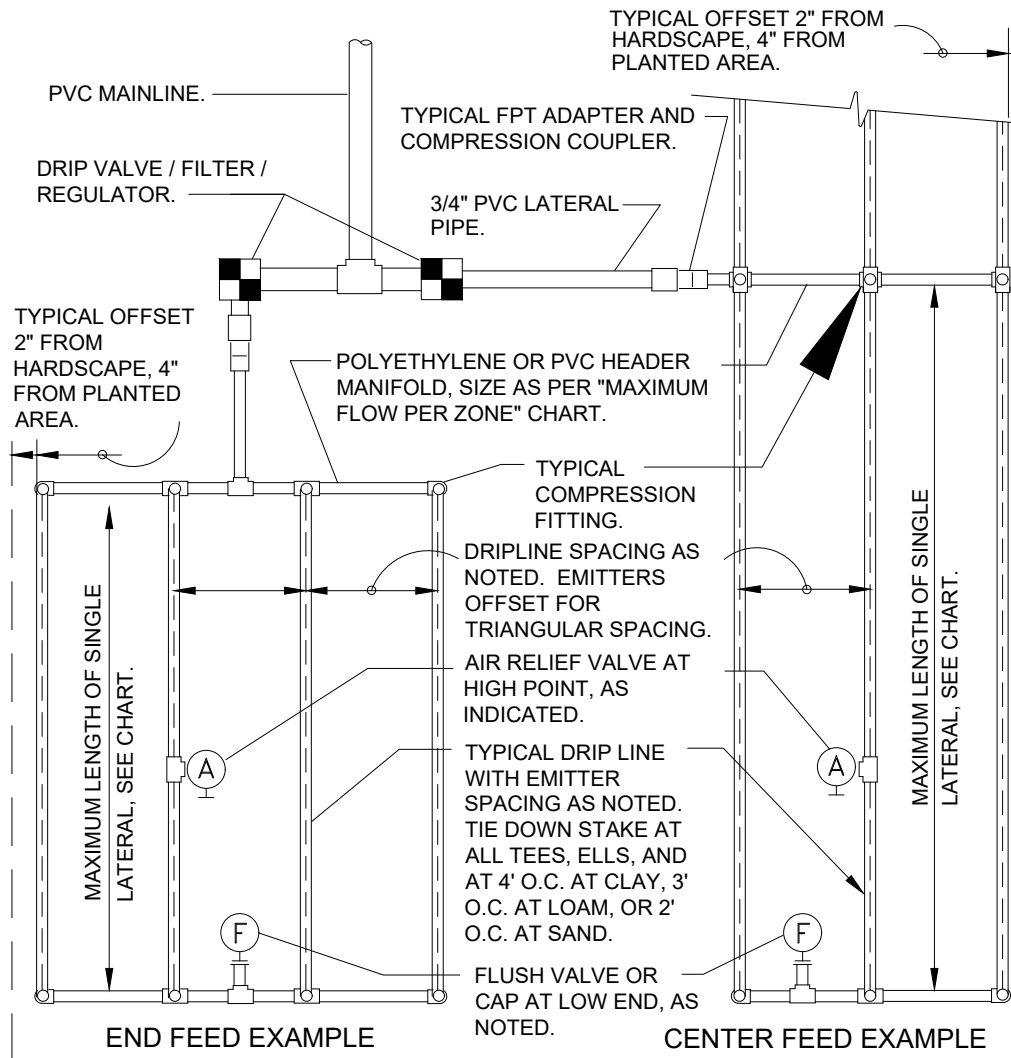 TYPICAL OFFSET 2" FROM
HARDSCAPE, 4" FROM
PLANTED AREA.
PVC MAINLINE.
TYPICAL FPT ADAPTER AND
COMPRESSION COUPLER.
DRIP VALVE / FILTER /
REGULATOR.
3/4" PVC LATERAL
PIPE.
TYPICAL OFFSET
2" FROM
HARDSCAPE, 4"
FROM PLANTED
AREA.
POLYETHYLENE OR PVC HEADER
MANIFOLD, SIZE AS PER "MAXIMUM
FLOW PER ZONE" CHART.
TYPICAL
COMPRESSION
FITTING.
DRIPLINE SPACING AS
NOTED. EMITTERS
OFFSET FOR
TRIANGULAR SPACING.
MAXIMUM LENGTH OF SINGLE
LATERAL, SEE CHART.
MAXIMUM LENGTH OF SINGLE
LATERAL, SEE CHART.
AIR RELIEF VALVE AT
HIGH POINT, AS
INDICATED.
A
A
TYPICAL DRIP LINE
WITH EMITTER
SPACING AS NOTED.
TIE DOWN STAKE AT
ALL TEES, ELLS, AND
AT 4' O.C. AT CLAY, 3'
O.C. AT LOAM, OR 2'
O.C. AT SAND.
F
F
FLUSH VALVE OR
CAP AT LOW END, AS
NOTED.
END FEED EXAMPLE
CENTER FEED EXAMPLE